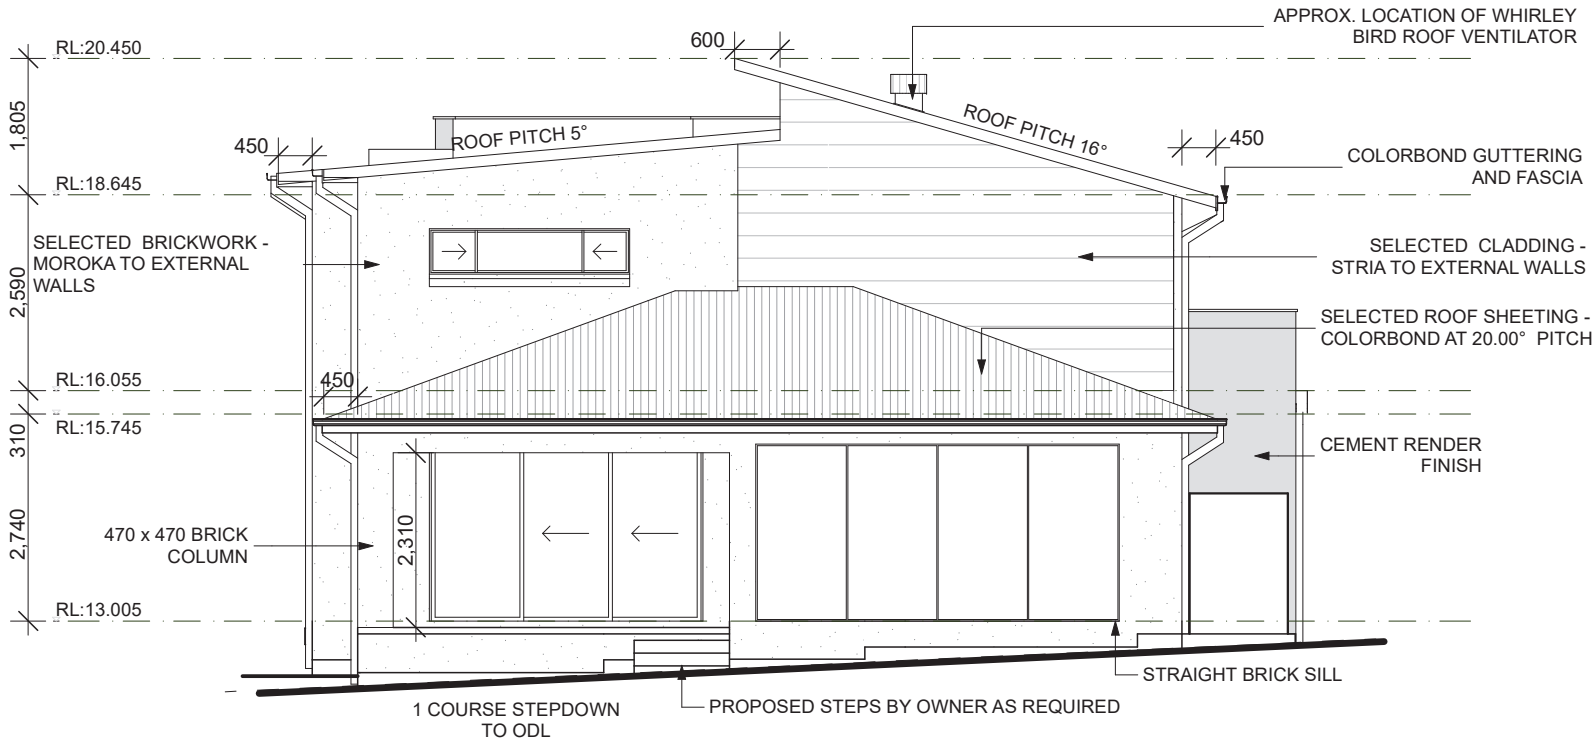 APPROX. LOCATION OF WHIRLEY
BIRD ROOF VENTILATOR
600
RL:20.450
1,805
ROOF PITCH 5°
ROOF PITCH 16°
450
450
COLORBOND GUTTERING
AND FASCIA
RL:18.645
SELECTED BRICKWORK -
MOROKA TO EXTERNAL
WALLS
SELECTED CLADDING -
STRIA TO EXTERNAL WALLS
2,590
SELECTED ROOF SHEETING -
COLORBOND AT 20.00° PITCH
RL:16.055
450
310
RL:15.745
CEMENT RENDER
FINISH
2,740
470 x 470 BRICK
COLUMN
2,310
RL:13.005
STRAIGHT BRICK SILL
1 COURSE STEPDOWN
TO ODL
PROPOSED STEPS BY OWNER AS REQUIRED